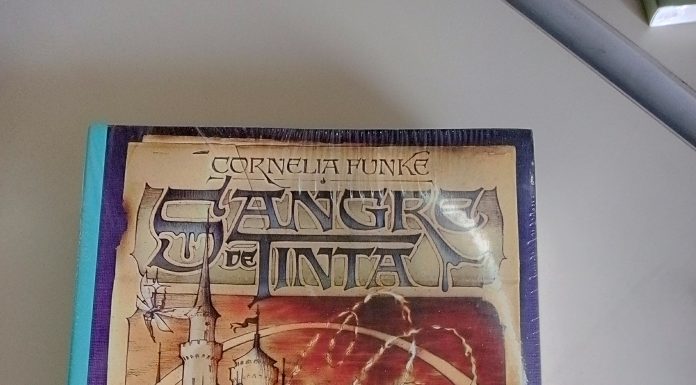 CORNELIA FUNKE
SANGRE
DE TINTA